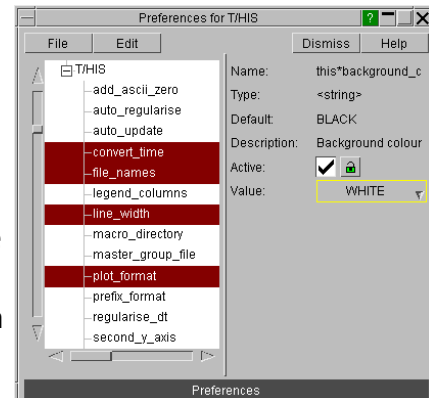 Preferences for T/HIS
?
X
File Edit Dismiss Help
T/HIS
add_ascii_zero
auto_regularise
auto_update
convert_time
file_names
legend_columns
line_width
macro_directory
master_group_file
plot_format
prefix_format
regularise_dt
second_y_axis
Name: this*background_c
Type: <string>
Default: BLACK
Description: Background colour
Active:
Value: WHITE
Preferences